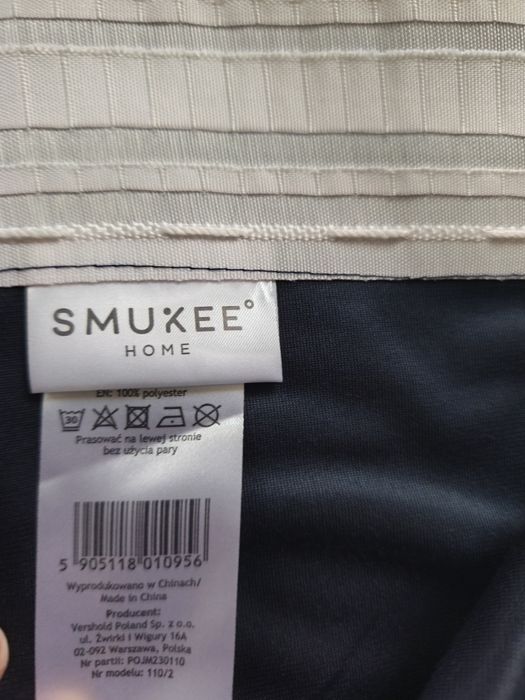 SMUKEE°
HOME
EN: 100% polyester
30
Prasować na lewej stronie
bez użycia pary
5 905118 010956
Wyprodukowano w Chinach/
Made in China
Producent:
Vershold Poland Sp. z o.o.
ul. Żwirki i Wigury 16A
02-092 Warszawa, Polska
Nr partii: POJM230110
Nr modelu: 110/2